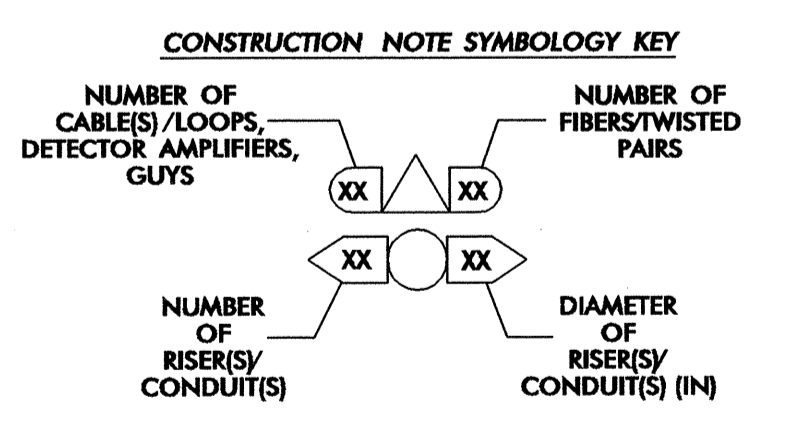 CONSTRUCTION NOTE SYMBOLOGY KEY
NUMBER OF
CABLE(S)/LOOPS,
DETECTOR AMPLIFIERS,
GUYS
NUMBER OF
FIBERS/TWISTED
PAIRS
XX
XX
XX
XX
NUMBER
OF
RISER(S)/
CONDUIT(S)
DIAMETER
OF
RISER(S)/
CONDUIT(S) (IN)